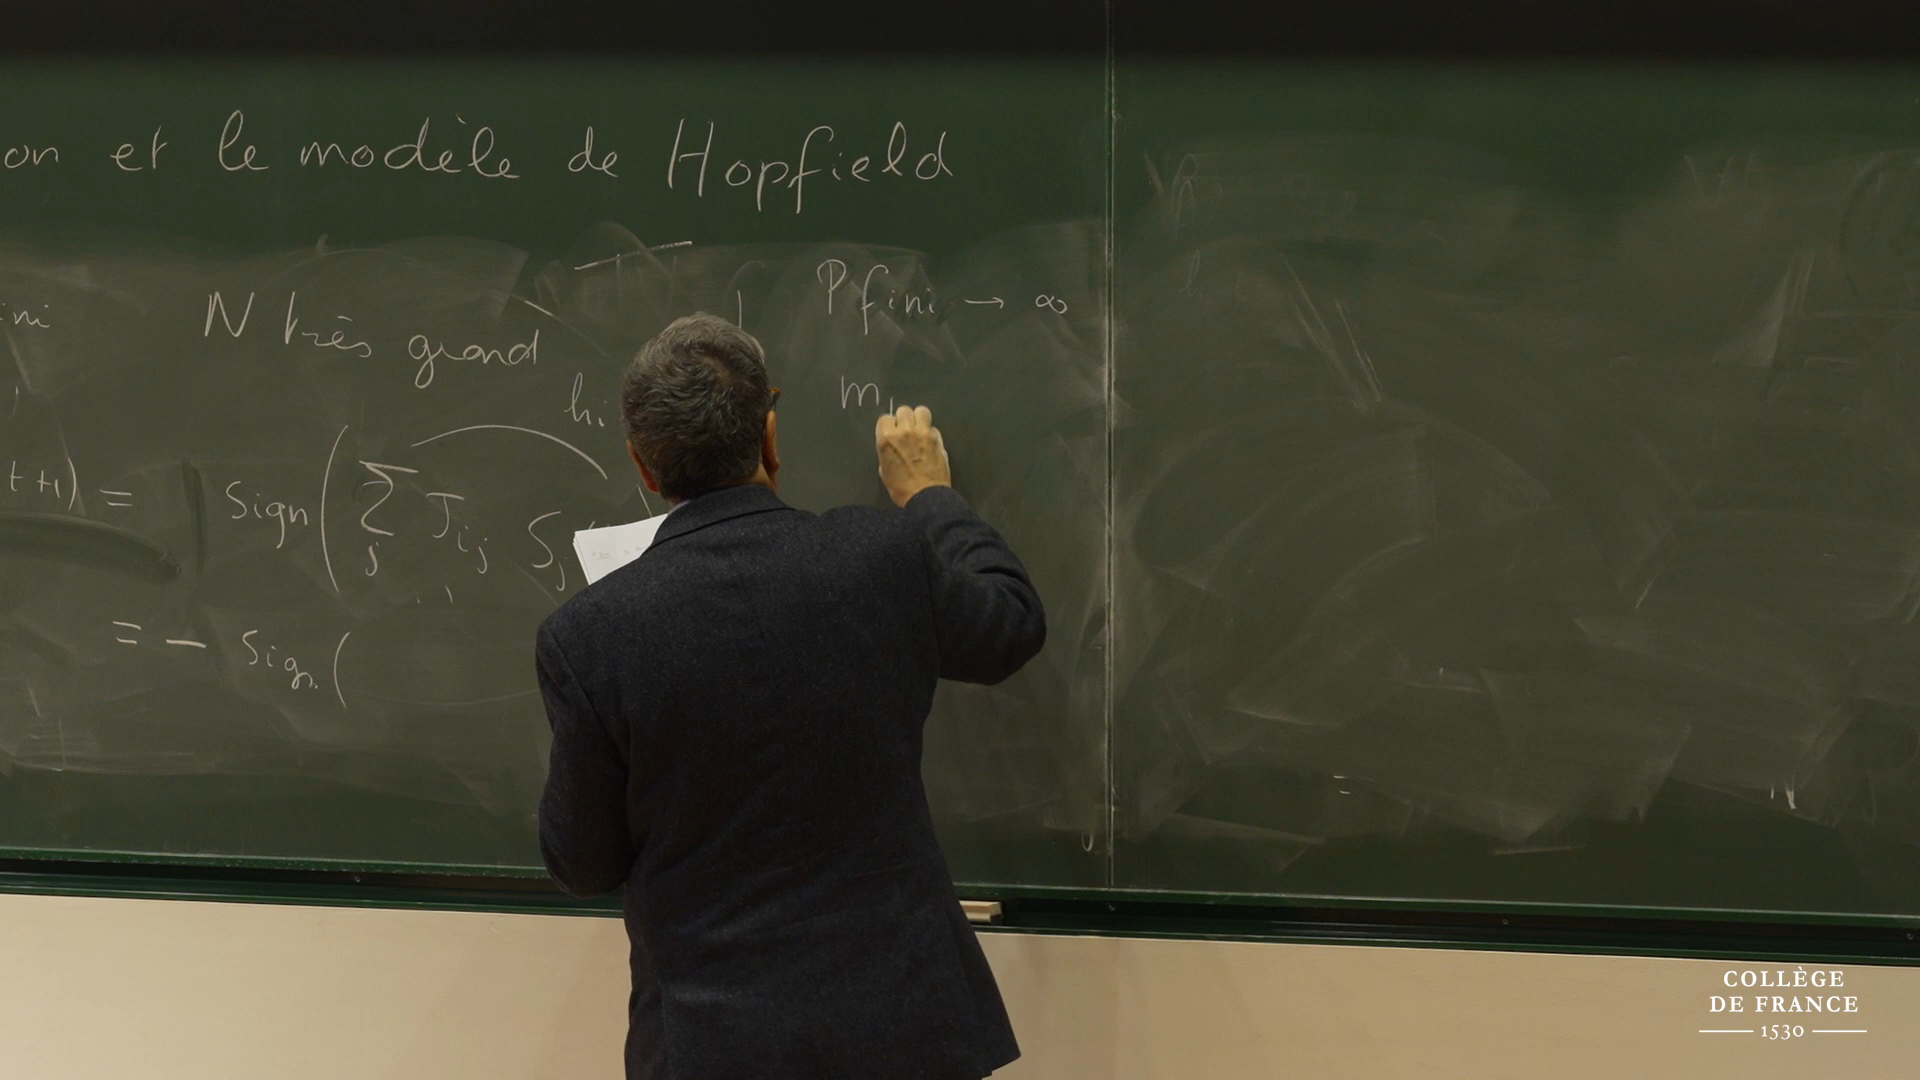 on et le modèle de Hopfield
N très grand
P fini → ∞
hi
m
t+1) = sign ( ∑ j Jij Sj
= - sign (
COLLÈGE
DE FRANCE
1530